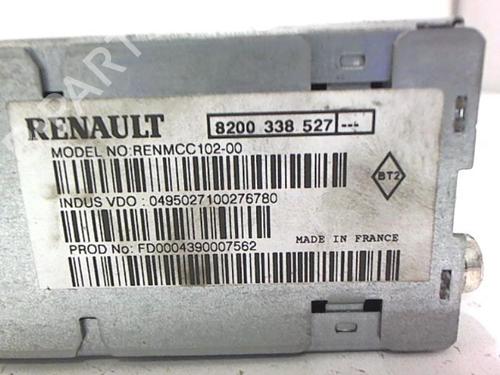 RENAULT
8200 338 527 ---
MODEL NO:RENMCC102-00
INDUS VDO : 0495027100276780
BT2
PROD No: FD0004390007562
MADE IN FRANCE